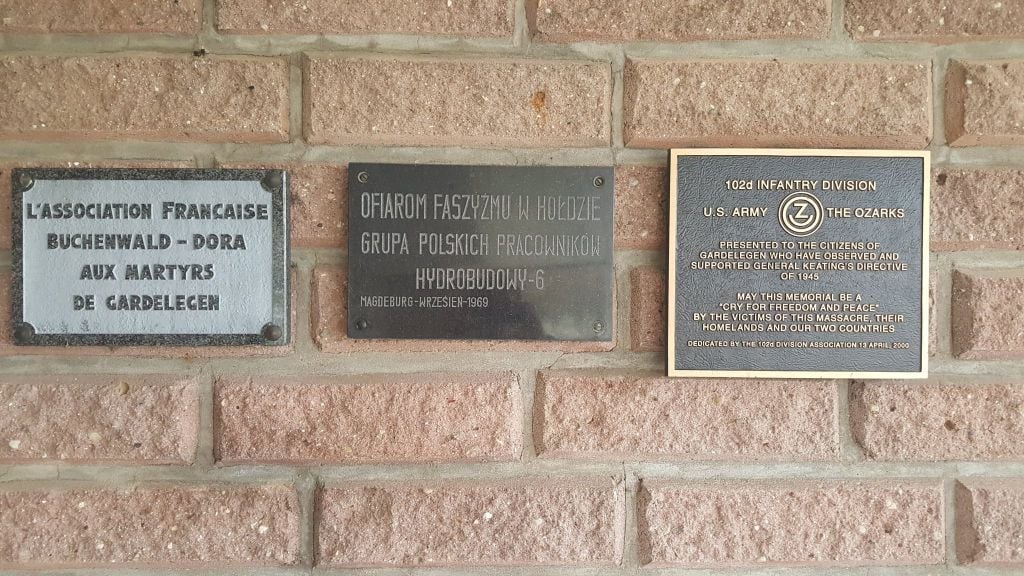 L'ASSOCIATION FRANCAISE
BUCHENWALD - DORA
AUX MARTYRS
DE GARDELEGEN
OFIAROM FASZYZMU W HOŁDZIE
GRUPA POLSKICH PRACOWNIKÓW
HYDROBUDOWY-6
MAGDEBURG-WRZESIEŃ-1969
102d INFANTRY DIVISION
U.S. ARMY OZ THE OZARKS
PRESENTED TO THE CITIZENS OF
GARDELEGEN WHO HAVE OBSERVED AND
SUPPORTED GENERAL KEATING'S DIRECTIVE
OF 1945
MAY THIS MEMORIAL BE A
"CRY FOR FREEDOM AND PEACE"
BY THE VICTIMS OF THIS MASSACRE, THEIR
HOMELANDS AND OUR TWO COUNTRIES
DEDICATED BY THE 102d DIVISION ASSOCIATION 13 APRIL, 2000